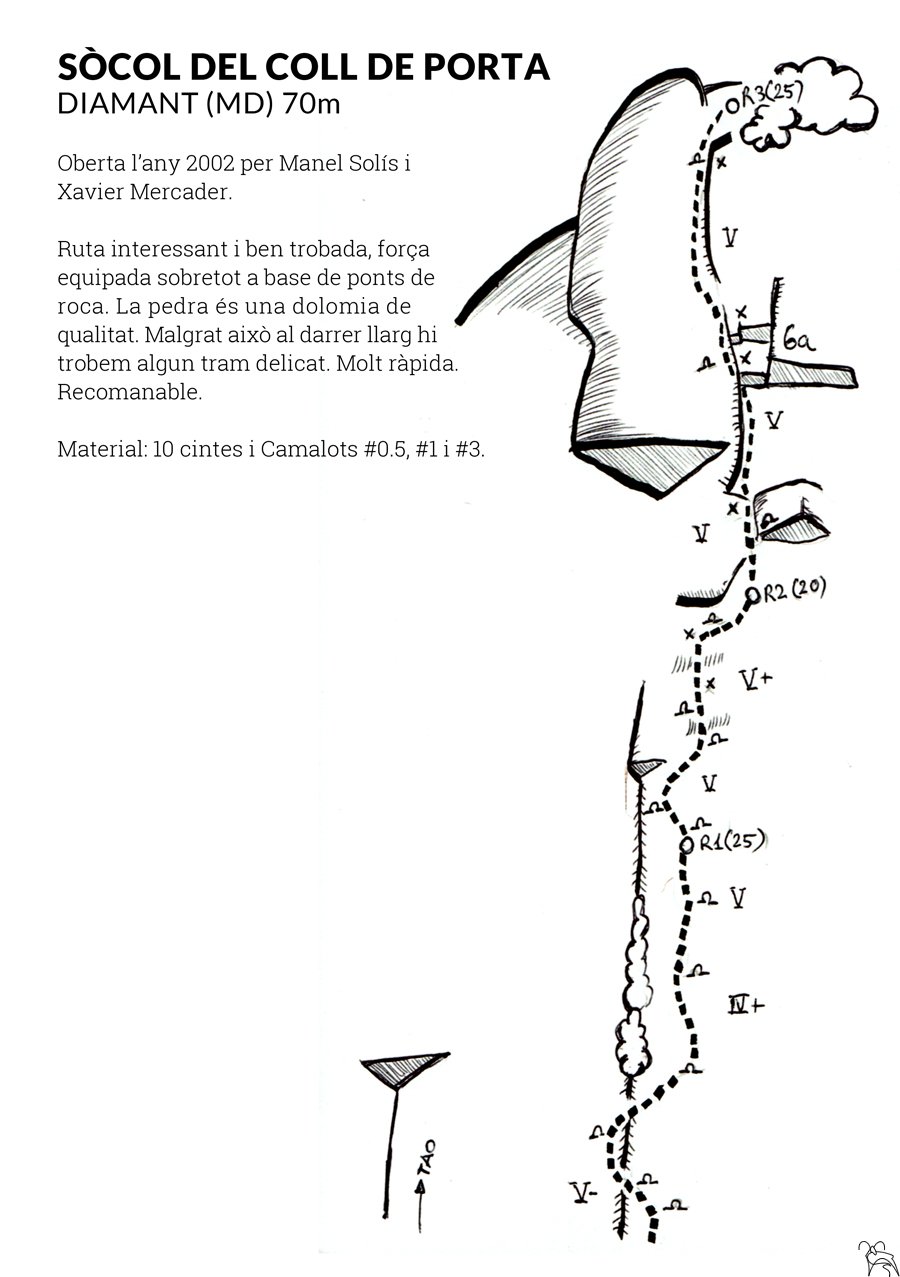 SÒCOL DEL COLL DE PORTA
DIAMANT (MD) 70m
Oberta l’any 2002 per Manel Solís i
Xavier Mercader.
Ruta interessant i ben trobada, força
equipada sobretot a base de ponts de
roca. La pedra és una dolomia de
qualitat. Malgrat això al darrer llarg hi
trobem algun tram delicat. Molt ràpida.
Recomanable.
Material: 10 cintes i Camalots #0.5, #1 i #3.
R3(25)
V
6a
V
V
R2(20)
V+
V
R1(25)
V
IV+
TAO
V-